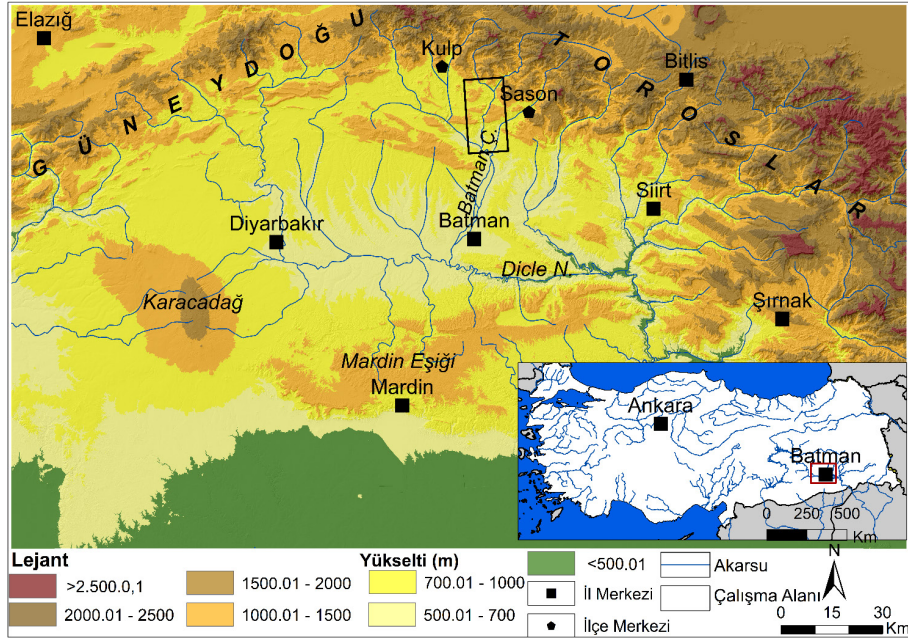 Elazığ
GÜNEYDOĞU
TOROSLAR
Kulp
Bitlis
Sason
Batman Ç.
Siirt
Diyarbakır
Batman
Dicle N.
Karacadağ
Şırnak
Mardin Eşiği
Mardin
Ankara
Batman
0 250 500
Km
Lejant
Yükselti (m)
>2.500.0,1
2000.01 - 2500
1500.01 - 2000
1000.01 - 1500
700.01 - 1000
500.01 - 700
<500.01
İl Merkezi
İlçe Merkezi
Akarsu
Çalışma Alanı
N
0 15 30
Km